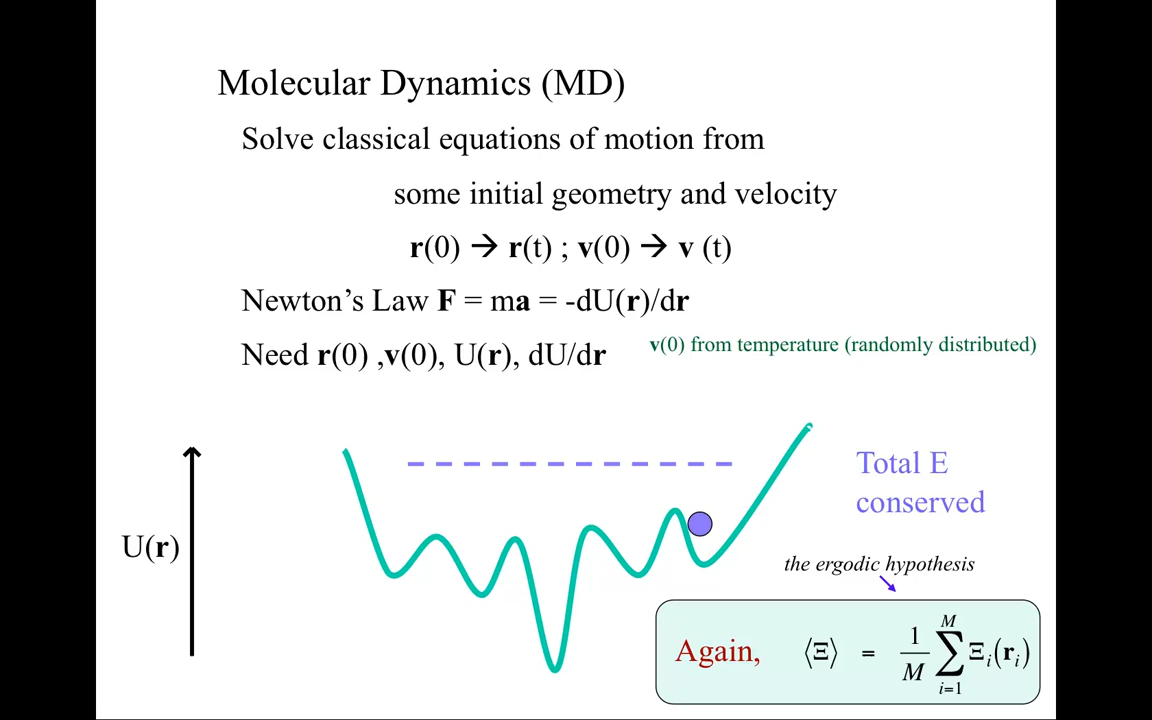 Molecular Dynamics (MD)
Solve classical equations of motion from
some initial geometry and velocity
r(0) → r(t) ; v(0) → v (t)
Newton’s Law F = ma = -dU(r)/dr
Need r(0) ,v(0), U(r), dU/dr
v(0) from temperature (randomly distributed)
Total E
conserved
U(r)
the ergodic hypothesis
Again, ⟨Ξ⟩ = 1/M ∑_{i=1}^{M} Ξ_i(r_i)